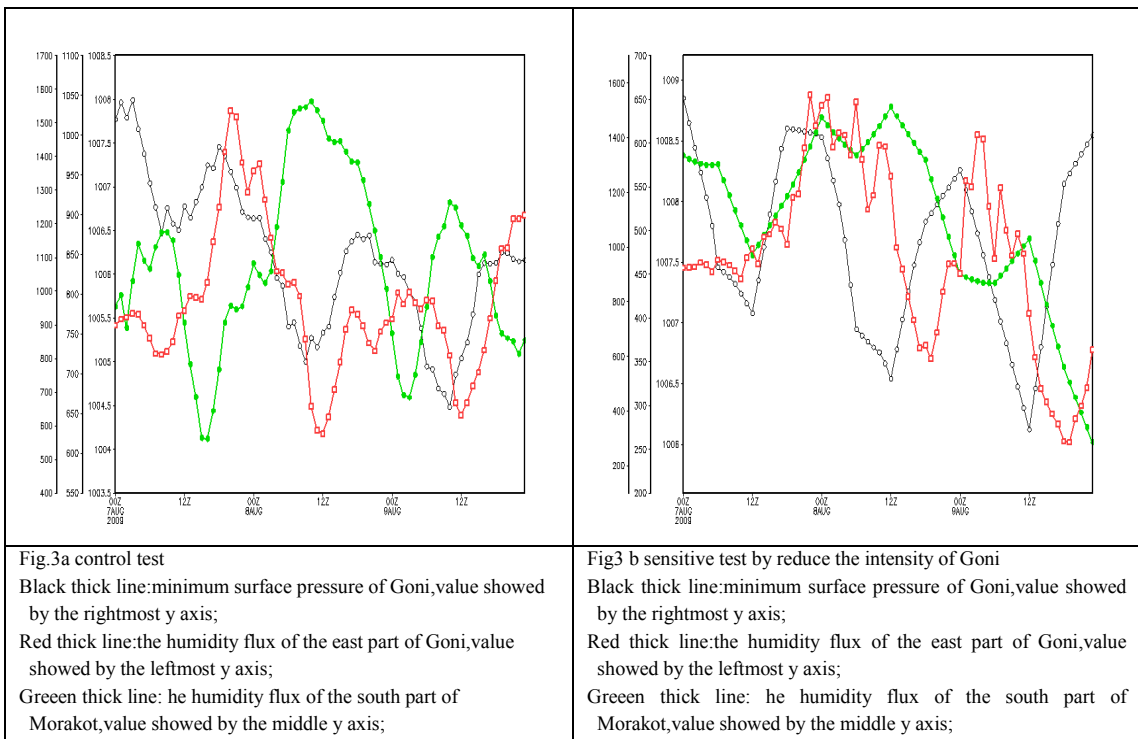 1700 1100 1008.5
1600 1050 1008
1500 1000 1007.5
1400
1300 950 1007
1200 900 1006.5
1100 850 1006
1000
900 800 1005.5
800 750 1005
700 700 1004.5
600 650 1004
500 600
400 550 1003.5
00Z 12Z 00Z 12Z 00Z 12Z
7AUG 8AUG 9AUG
2009
700 1009
1600 650 1008.5
1400 600 1008
1200 550 1007.5
1000 500 1007
800 450 1006.5
600 400 1008
400 350
200 300
250
200
00Z 12Z 00Z 12Z 00Z 12Z
7AUG 8AUG 9AUG
2009
Fig.3a control test
Black thick line:minimum surface pressure of Goni,value showed
by the rightmost y axis;
Red thick line:the humidity flux of the east part of Goni,value
showed by the leftmost y axis;
Greeen thick line: he humidity flux of the south part of
Morakot,value showed by the middle y axis;
Fig3 b sensitive test by reduce the intensity of Goni
Black thick line:minimum surface pressure of Goni,value showed
by the rightmost y axis;
Red thick line:the humidity flux of the east part of Goni,value
showed by the leftmost y axis;
Greeen thick line: he humidity flux of the south part of
Morakot,value showed by the middle y axis;